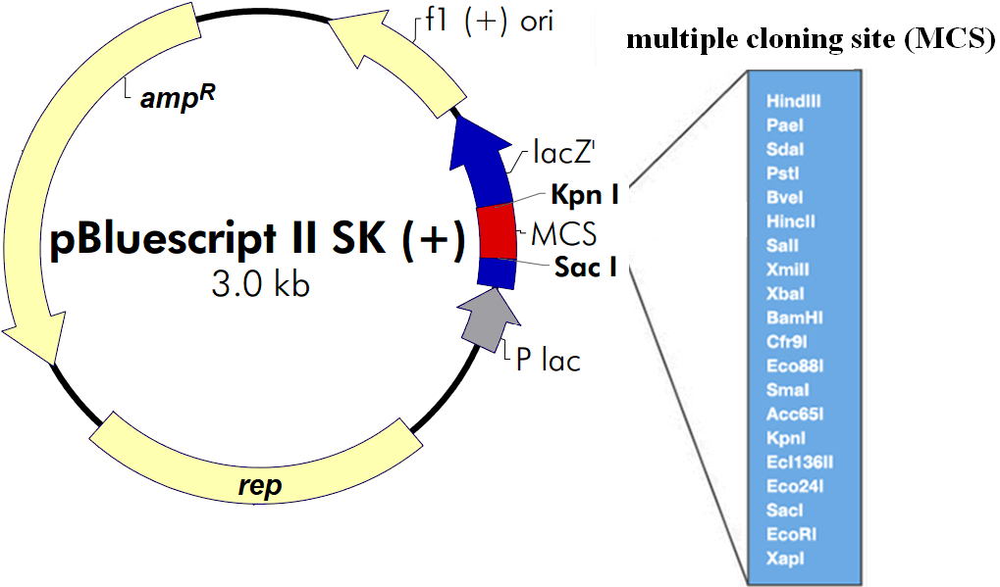 f1 (+) ori
multiple cloning site (MCS)
ampR
lacZ'
Kpn I
pBluescript II SK (+)
MCS
3.0 kb
Sac I
P lac
rep
HindIII
PaeI
SdaI
PstI
BveI
HincII
SalI
XmiII
XbaI
BamHI
Cfr9I
Eco88I
SmaI
Acc65I
KpnI
Ecl136II
Eco24I
SacI
EcoRI
XapI